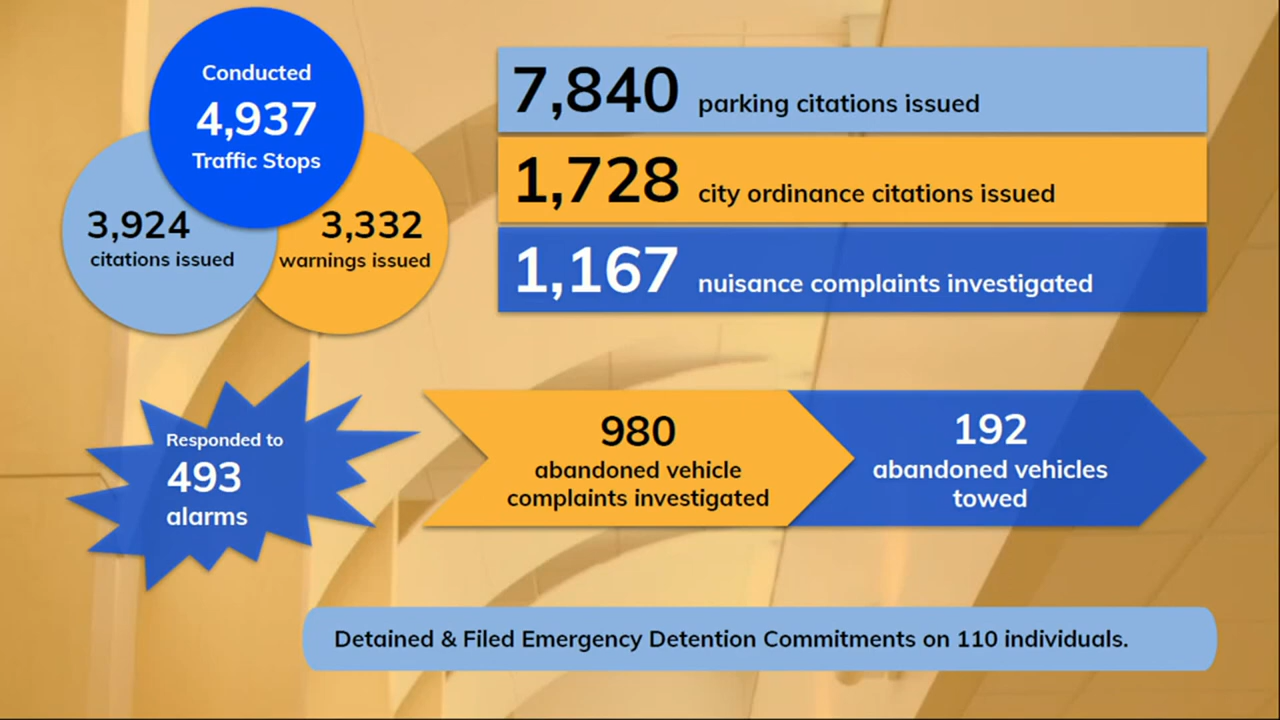 Conducted
4,937
Traffic Stops
3,924
citations issued
3,332
warnings issued
7,840 parking citations issued
1,728 city ordinance citations issued
1,167 nuisance complaints investigated
Responded to
493
alarms
980
abandoned vehicle
complaints investigated
192
abandoned vehicles
towed
Detained & Filed Emergency Detention Commitments on 110 individuals.